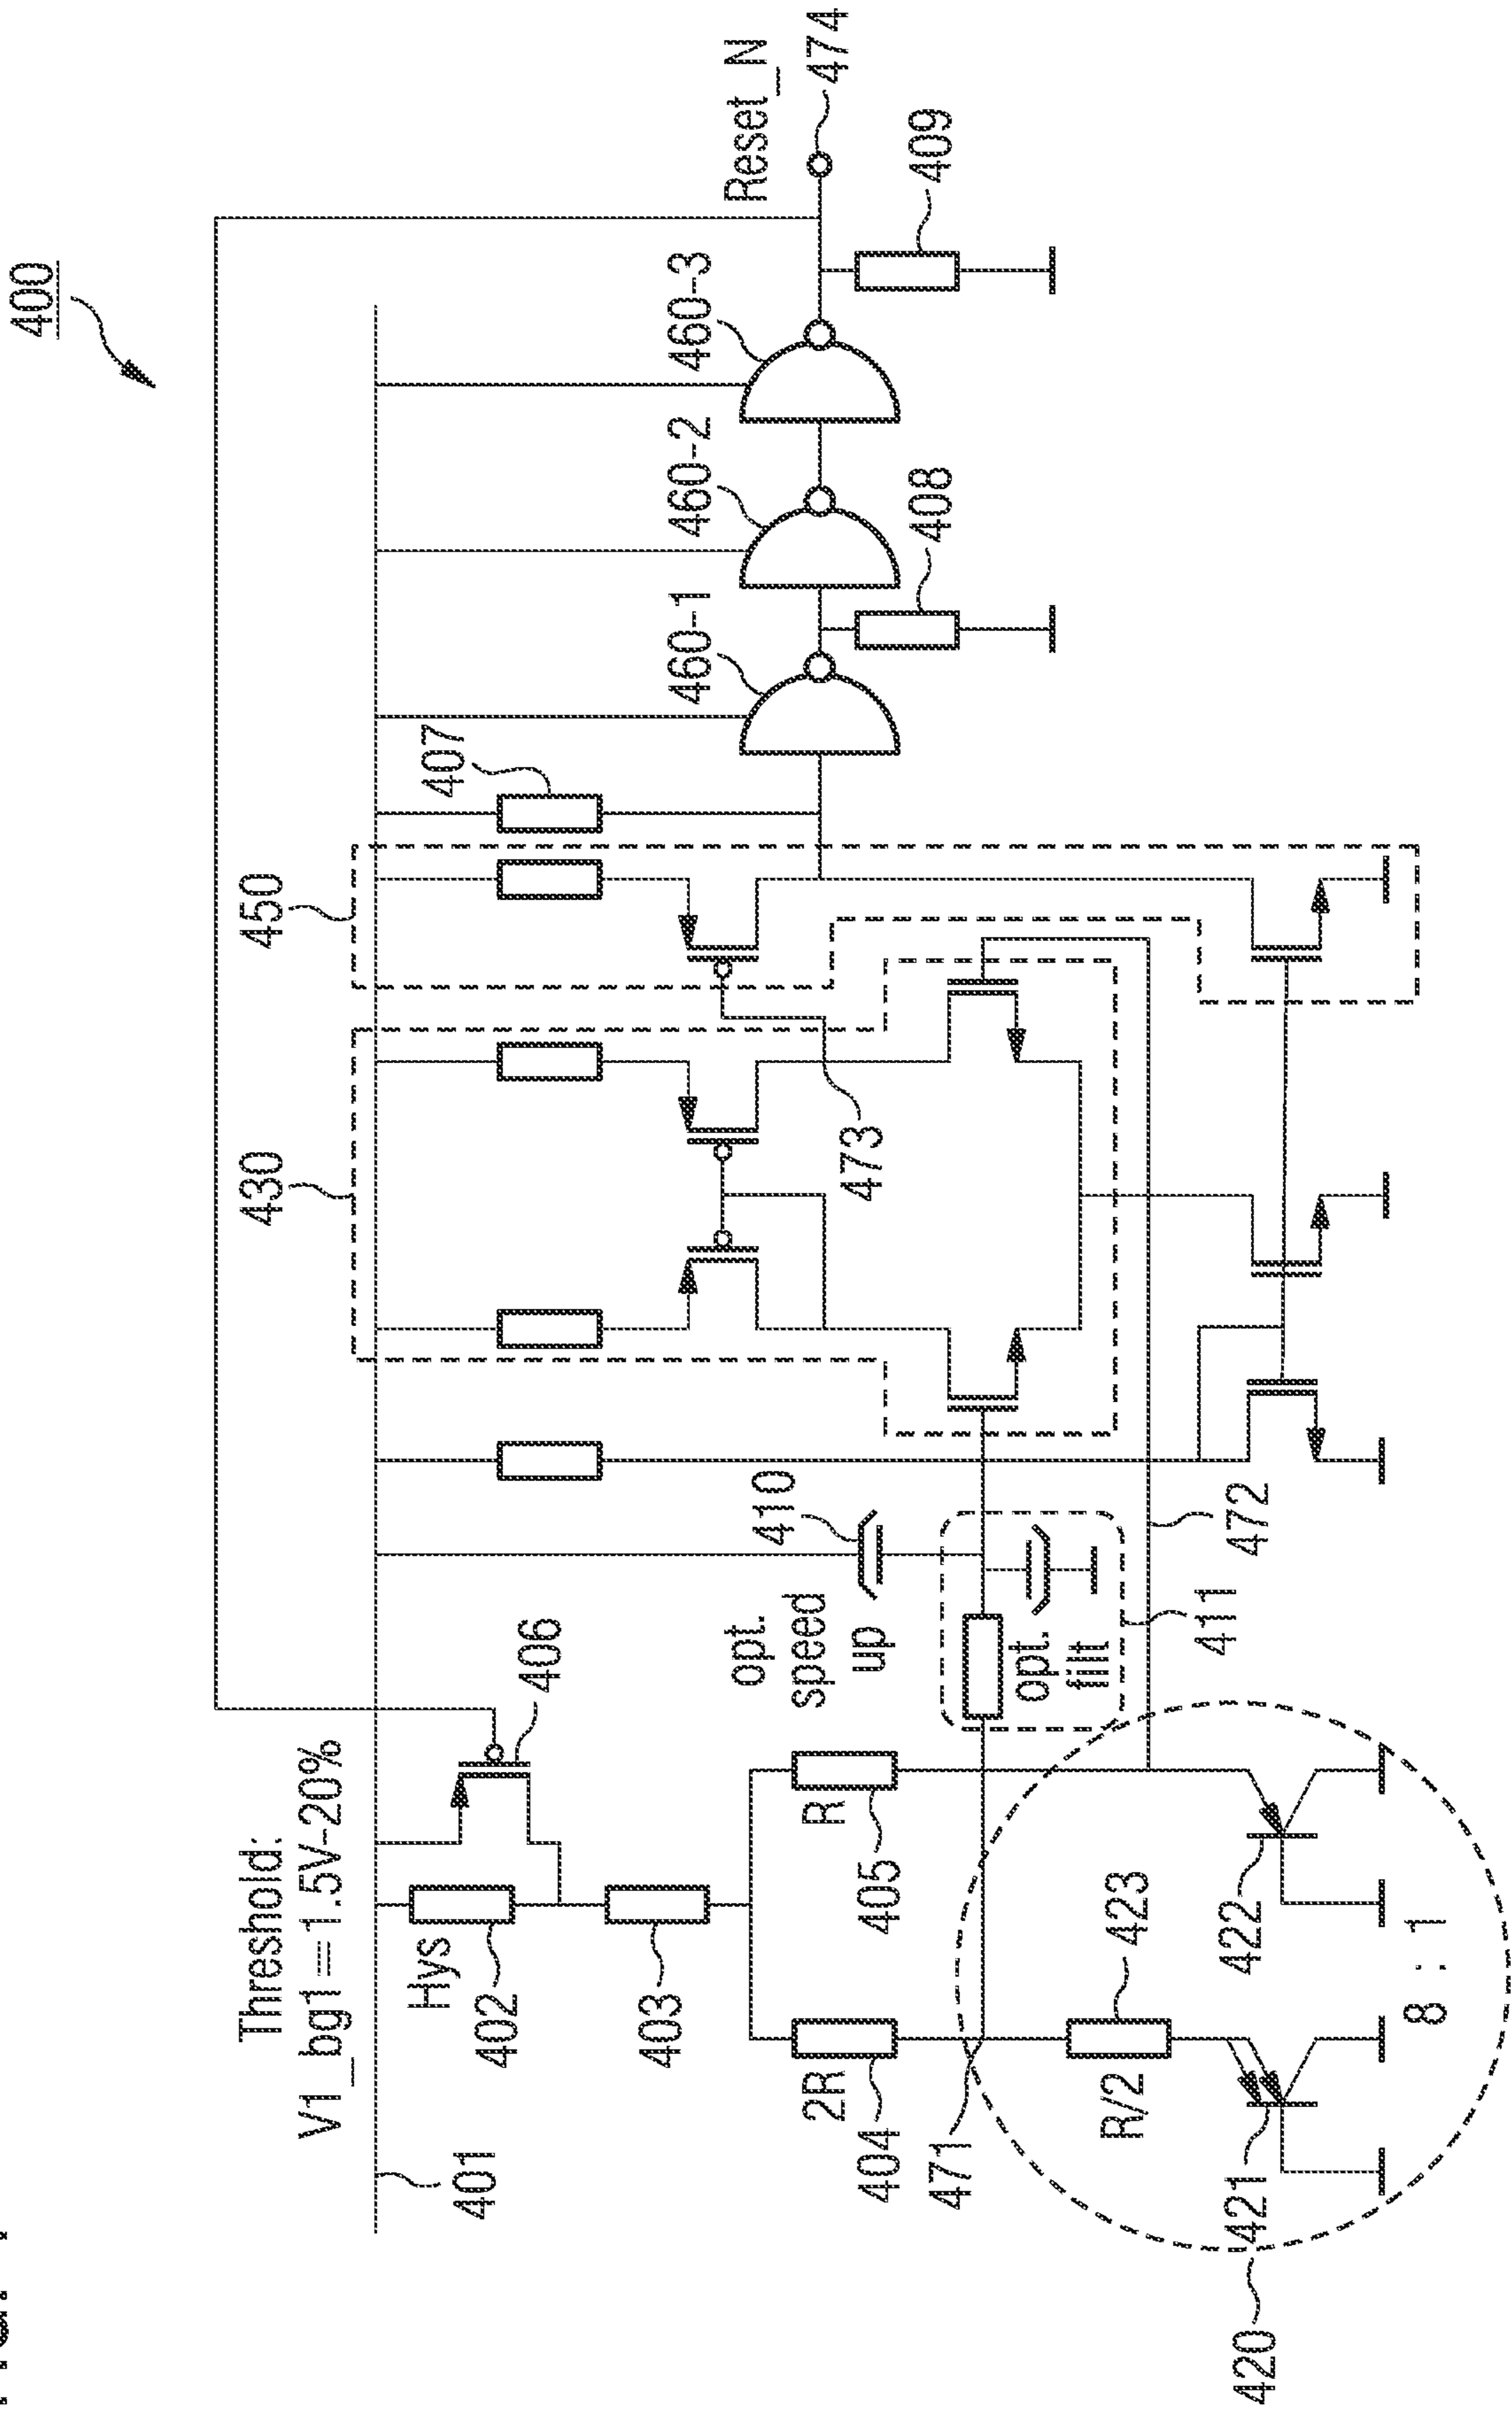 400
Threshold:
V1_bg1 = 1.5V-20%
401
Hys
402
403
406
2R
404
R
405
471
R/2
423
421
422
8 : 1
420
opt.
speed
up
410
opt.
filt
411
472
430
473
450
407
460-1
460-2
460-3
408
409
Reset_N
474